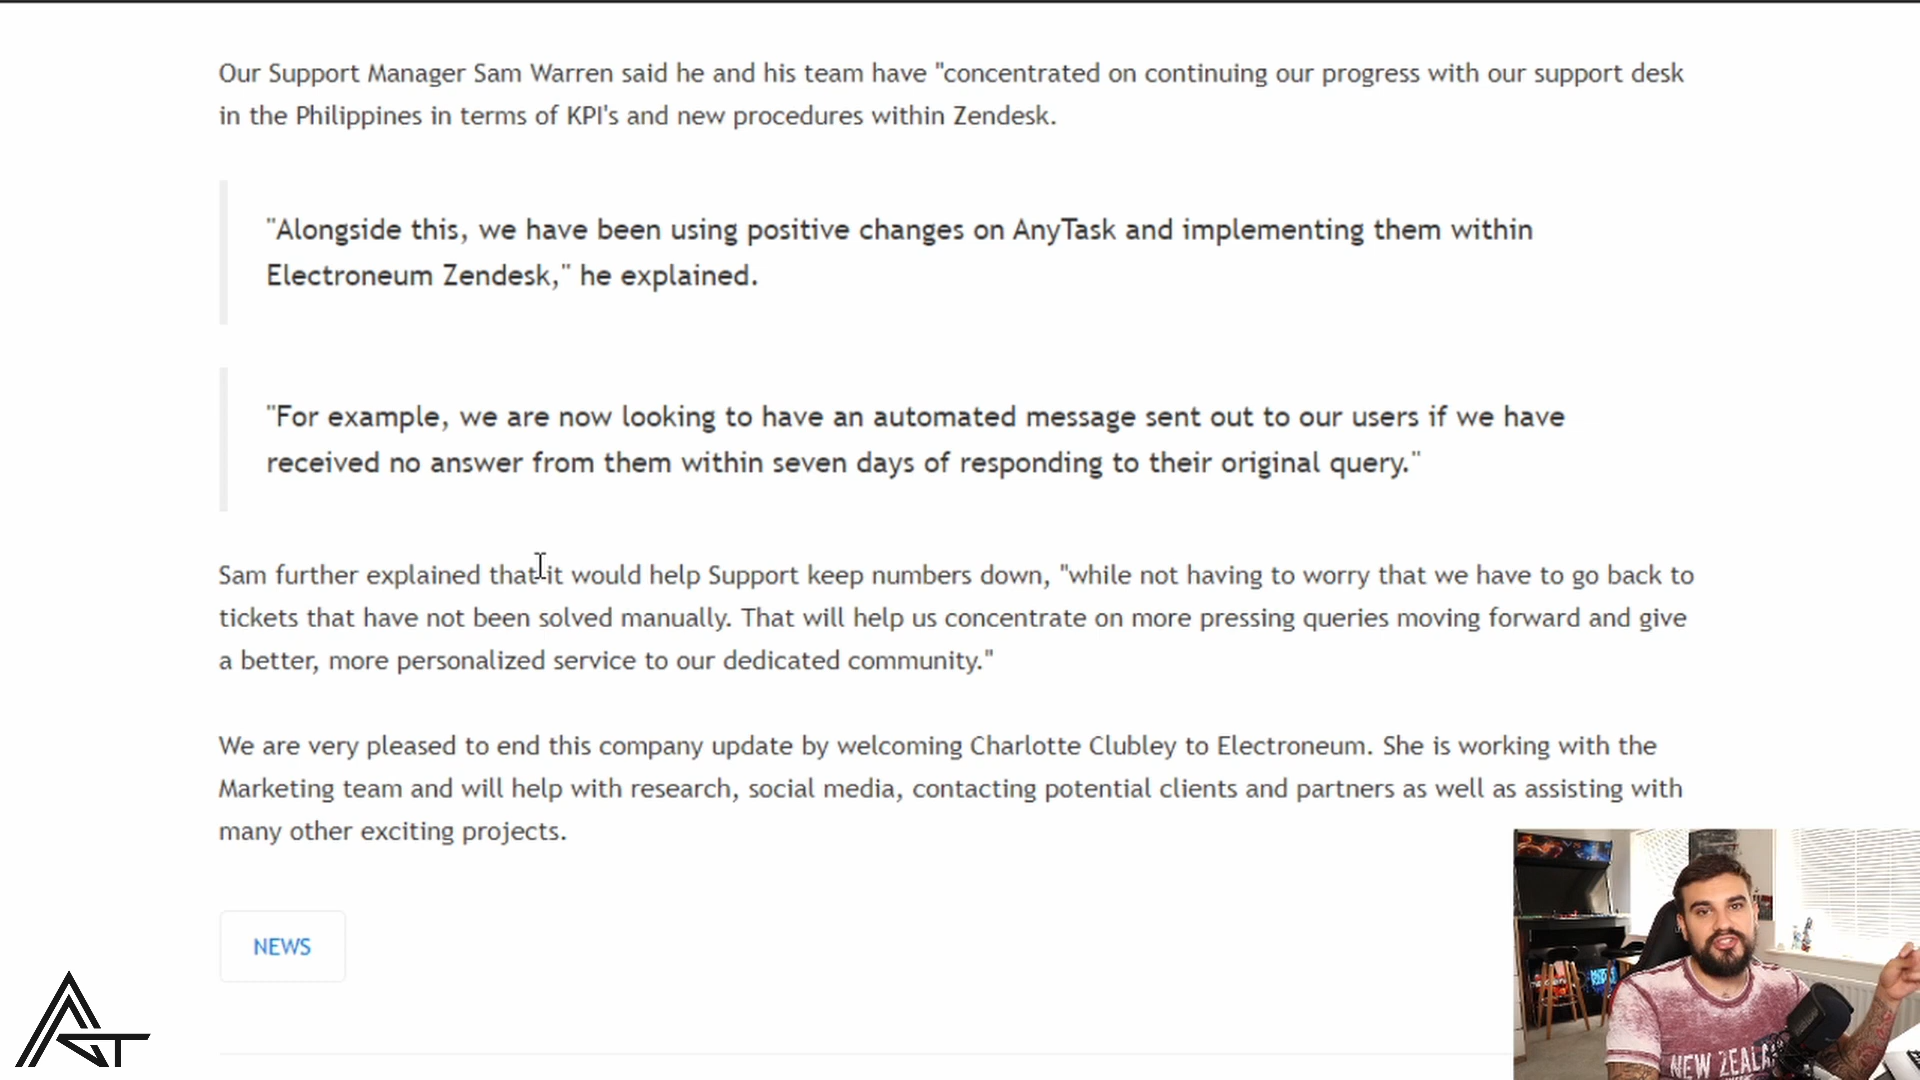 Our Support Manager Sam Warren said he and his team have "concentrated on continuing our progress with our support desk
in the Philippines in terms of KPI's and new procedures within Zendesk.
"Alongside this, we have been using positive changes on AnyTask and implementing them within
Electroneum Zendesk," he explained.
"For example, we are now looking to have an automated message sent out to our users if we have
received no answer from them within seven days of responding to their original query."
Sam further explained that it would help Support keep numbers down, "while not having to worry that we have to go back to
tickets that have not been solved manually. That will help us concentrate on more pressing queries moving forward and give
a better, more personalized service to our dedicated community."
We are very pleased to end this company update by welcoming Charlotte Clubley to Electroneum. She is working with the
Marketing team and will help with research, social media, contacting potential clients and partners as well as assisting with
many other exciting projects.
NEWS
NEW ZEALA